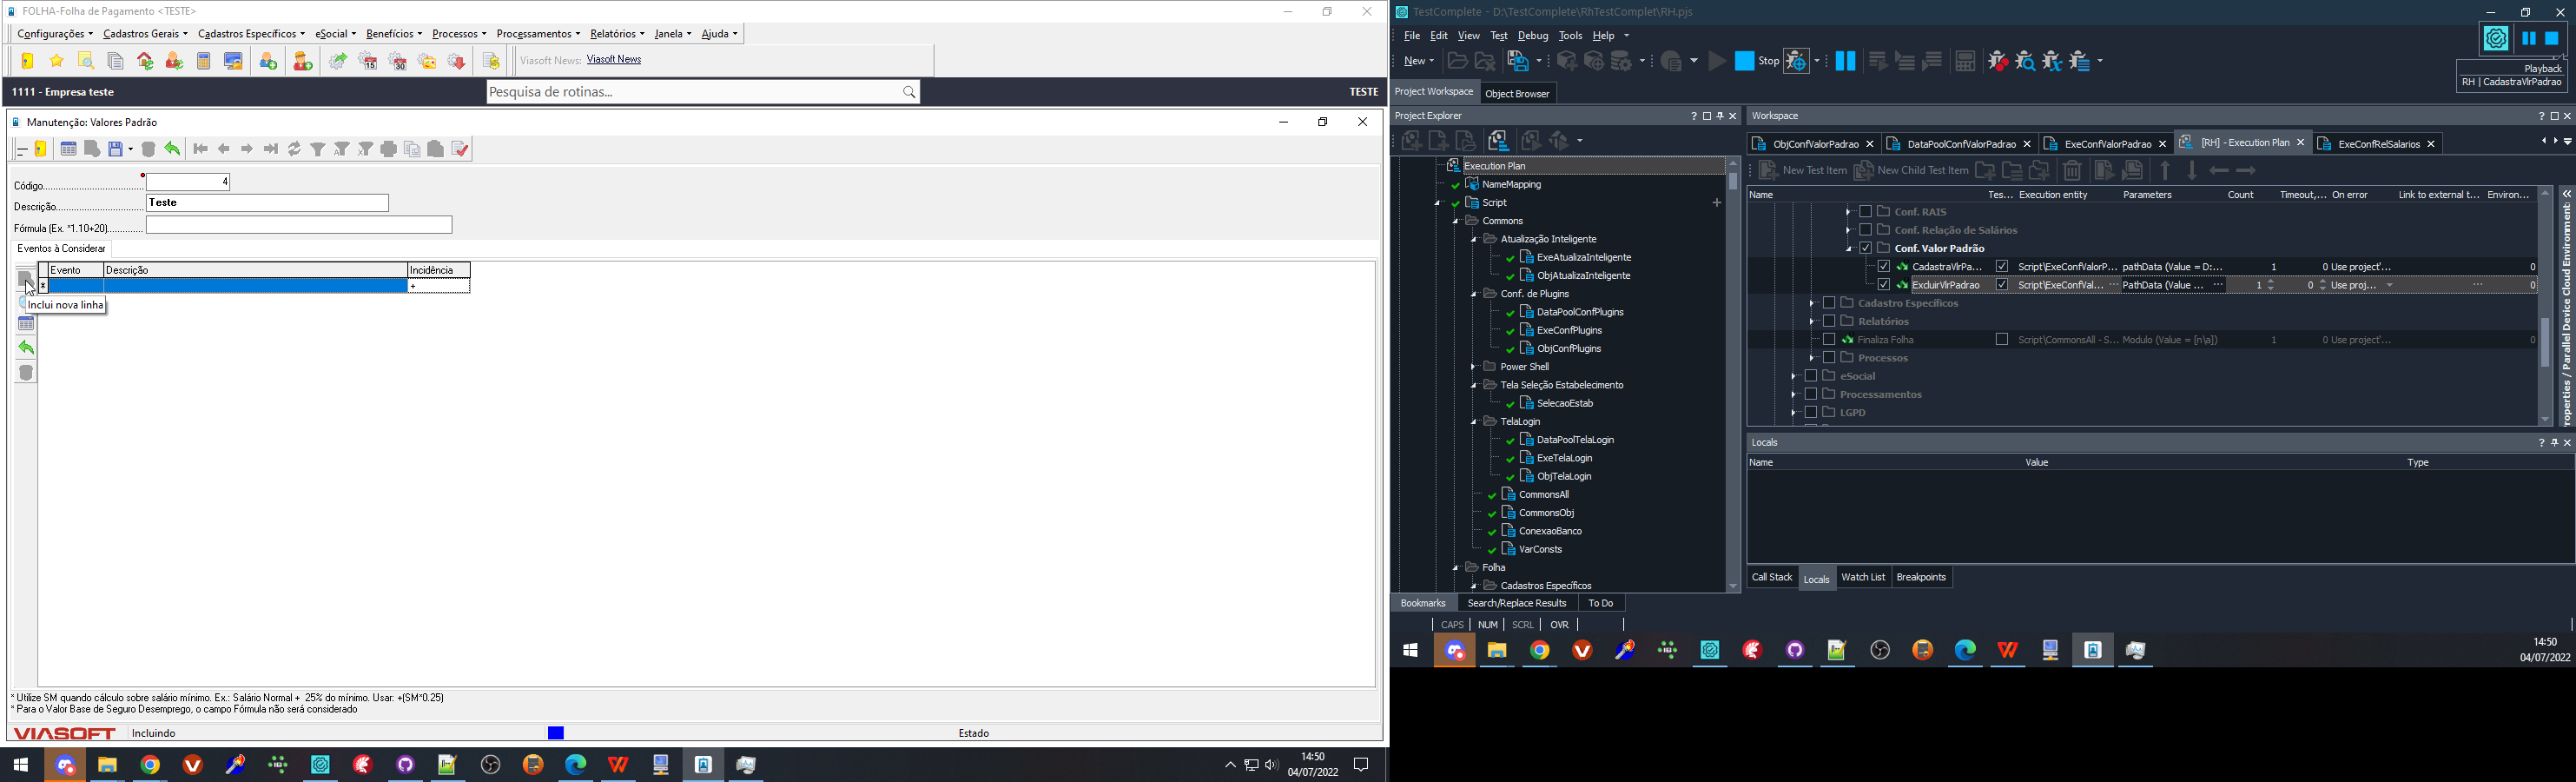 FOLHA-Folha de Pagamento <TESTE>
Configurações Cadastros Gerais Cadastros Específicos eSocial Benefícios Processos Processamentos Relatórios Janela Ajuda
15 30 Viasoft News: Viasoft News
1111 - Empresa teste Pesquisa de rotinas... TESTE
Manutenção: Valores Padrão
Código 4
Descrição Teste
Fórmula (Ex. *1.10+20)
Eventos à Considerar
Evento Descrição Incidência
* +
Inclui nova linha
* Utilize SM quando cálculo sobre salário mínimo. Ex.: Salário Normal + 25% do mínimo. Usar: +(SM*0.25)
* Para o Valor Base de Seguro Desemprego, o campo Fórmula não será considerado
VIASOFT Incluindo Estado
14:50
04/07/2022
TestComplete - D:\TestComplete\RhTestComplet\RH.pjs
File Edit View Test Debug Tools Help
New Stop
Playback
RH | CadastraVlrPadrao
Project Workspace Object Browser
Project Explorer
Execution Plan
NameMapping
Script
Commons
Atualização Inteligente
ExeAtualizaInteligente
ObjAtualizaInteligente
Conf. de Plugins
DataPoolConfPlugins
ExeConfPlugins
ObjConfPlugins
Power Shell
Tela Seleção Estabelecimento
SelecaoEstab
TelaLogin
DataPoolTelaLogin
ExeTelaLogin
ObjTelaLogin
CommonsAll
CommonsObj
ConexaoBanco
VarConsts
Folha
Cadastros Específicos
Bookmarks Search/Replace Results To Do
CAPS NUM SCRL OVR
Workspace
ObjConfValorPadrao DataPoolConfValorPadrao ExeConfValorPadrao [RH] - Execution Plan ExeConfRelSalarios
New Test Item New Child Test Item
Name Tes... Execution entity Parameters Count Timeout,... On error Link to external t... Environ...
Conf. RAIS
Conf. Relação de Salários
Conf. Valor Padrão
CadastraVlrPa... Script\ExeConfValorP... pathData (Value = D:... 1 0 Use project'... 0
ExcluirVlrPadrao Script\ExeConfVal... PathData (Value ... 1 0 Use proj... 0
Cadastro Específicos
Relatórios
Finaliza Folha Script\CommonsAll - S... Modulo (Value = [n\a]) 1 0 Use project'... 0
Processos
eSocial
Processamentos
LGPD
Properties / Parallel Device Cloud Environment:
Locals
Name Value Type
Call Stack Locals Watch List Breakpoints
14:50
04/07/2022